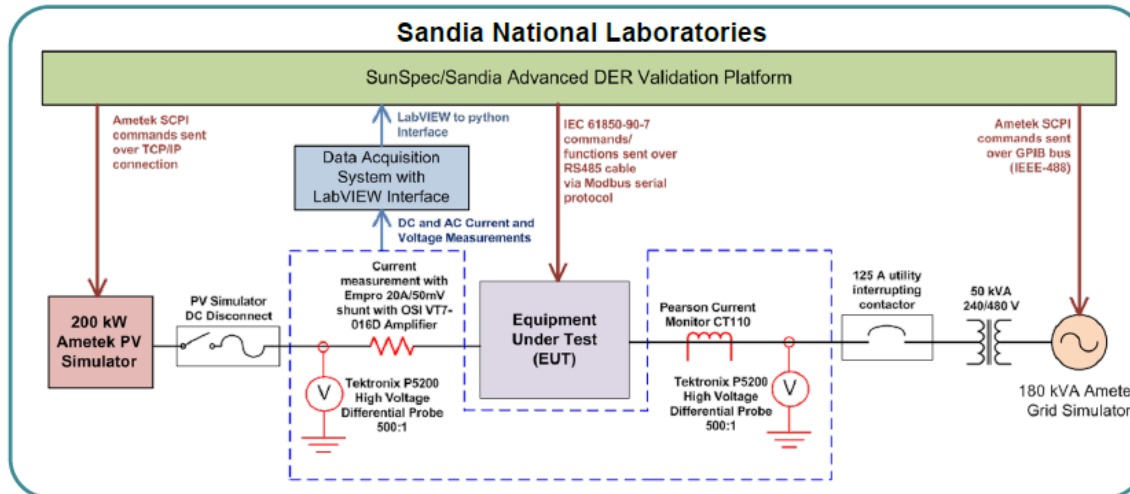 Sandia National Laboratories
SunSpec/Sandia Advanced DER Validation Platform
Ametek SCPI
commands sent
over TCP/IP
connection
LabVIEW to python
Interface
Data Acquisition
System with
LabVIEW Interface
DC and AC Current and
Voltage Measurements
IEC 61850-90-7
commands/
functions sent over
RS485 cable
via Modbus serial
protocol
Ametek SCPI
commands sent
over GPIB bus
(IEEE-488)
200 kW
Ametek PV
Simulator
PV Simulator
DC Disconnect
Current
measurement with
Empro 20A/50mV
shunt with OSI VT7-
016D Amplifier
V
Tektronix P5200
High Voltage
Differential Probe
500:1
Equipment
Under Test
(EUT)
Pearson Current
Monitor CT110
Tektronix P5200
High Voltage
Differential Probe
500:1
V
125 A utility
interrupting
contactor
50 kVA
240/480 V
180 kVA Amete
Grid Simulator